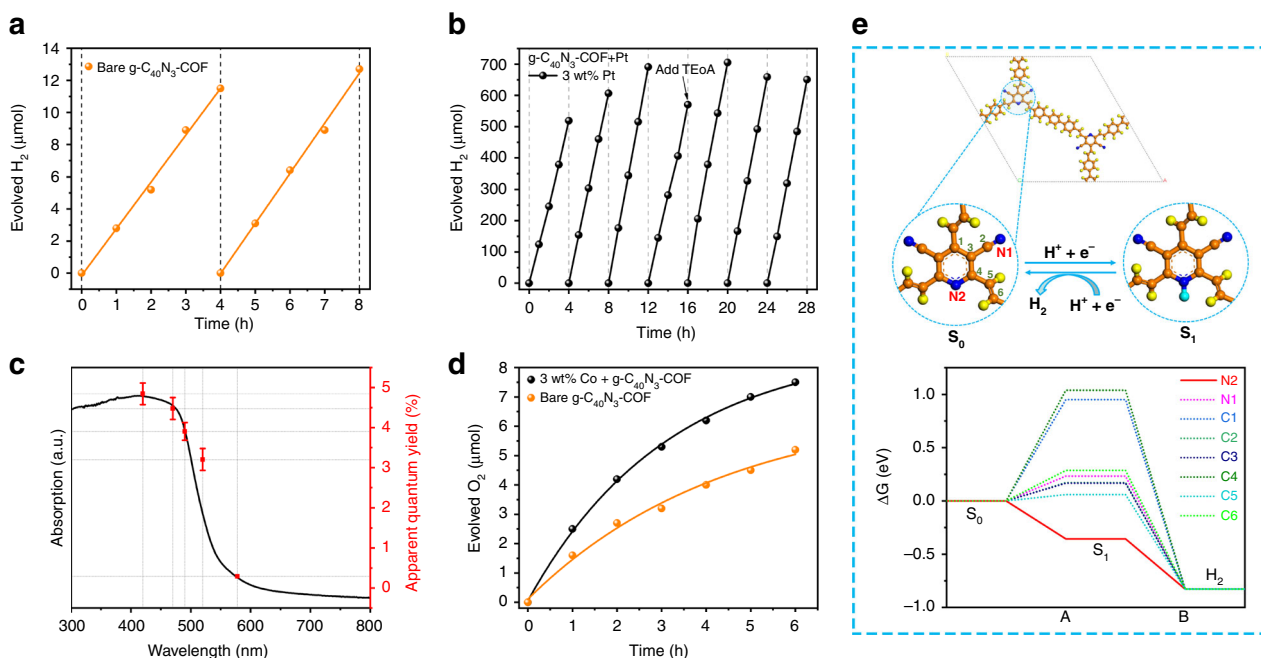 a
Evolved H₂ (μmol)
14
12
10
8
6
4
2
0
Bare g-C₄₀N₃-COF
0 1 2 3 4 5 6 7 8
Time (h)
b
Evolved H₂ (μmol)
700
600
500
400
300
200
100
0
g-C₄₀N₃-COF+Pt
3 wt% Pt
Add TEoA
0 4 8 12 16 20 24 28
Time (h)
c
Absorption (a.u.)
Apparent quantum yield (%)
5
4
3
2
1
0
300 400 500 600 700 800
Wavelength (nm)
d
Evolved O₂ (μmol)
8
7
6
5
4
3
2
1
0
3 wt% Co + g-C₄₀N₃-COF
Bare g-C₄₀N₃-COF
0 1 2 3 4 5 6
Time (h)
e
1
2
3
4
5
6
N1
N2
H⁺ + e⁻
H₂
H⁺ + e⁻
S₀
S₁
ΔG (eV)
1.0
0.5
0.0
−0.5
−1.0
S₀
S₁
H₂
N2
N1
C1
C2
C3
C4
C5
C6
A B